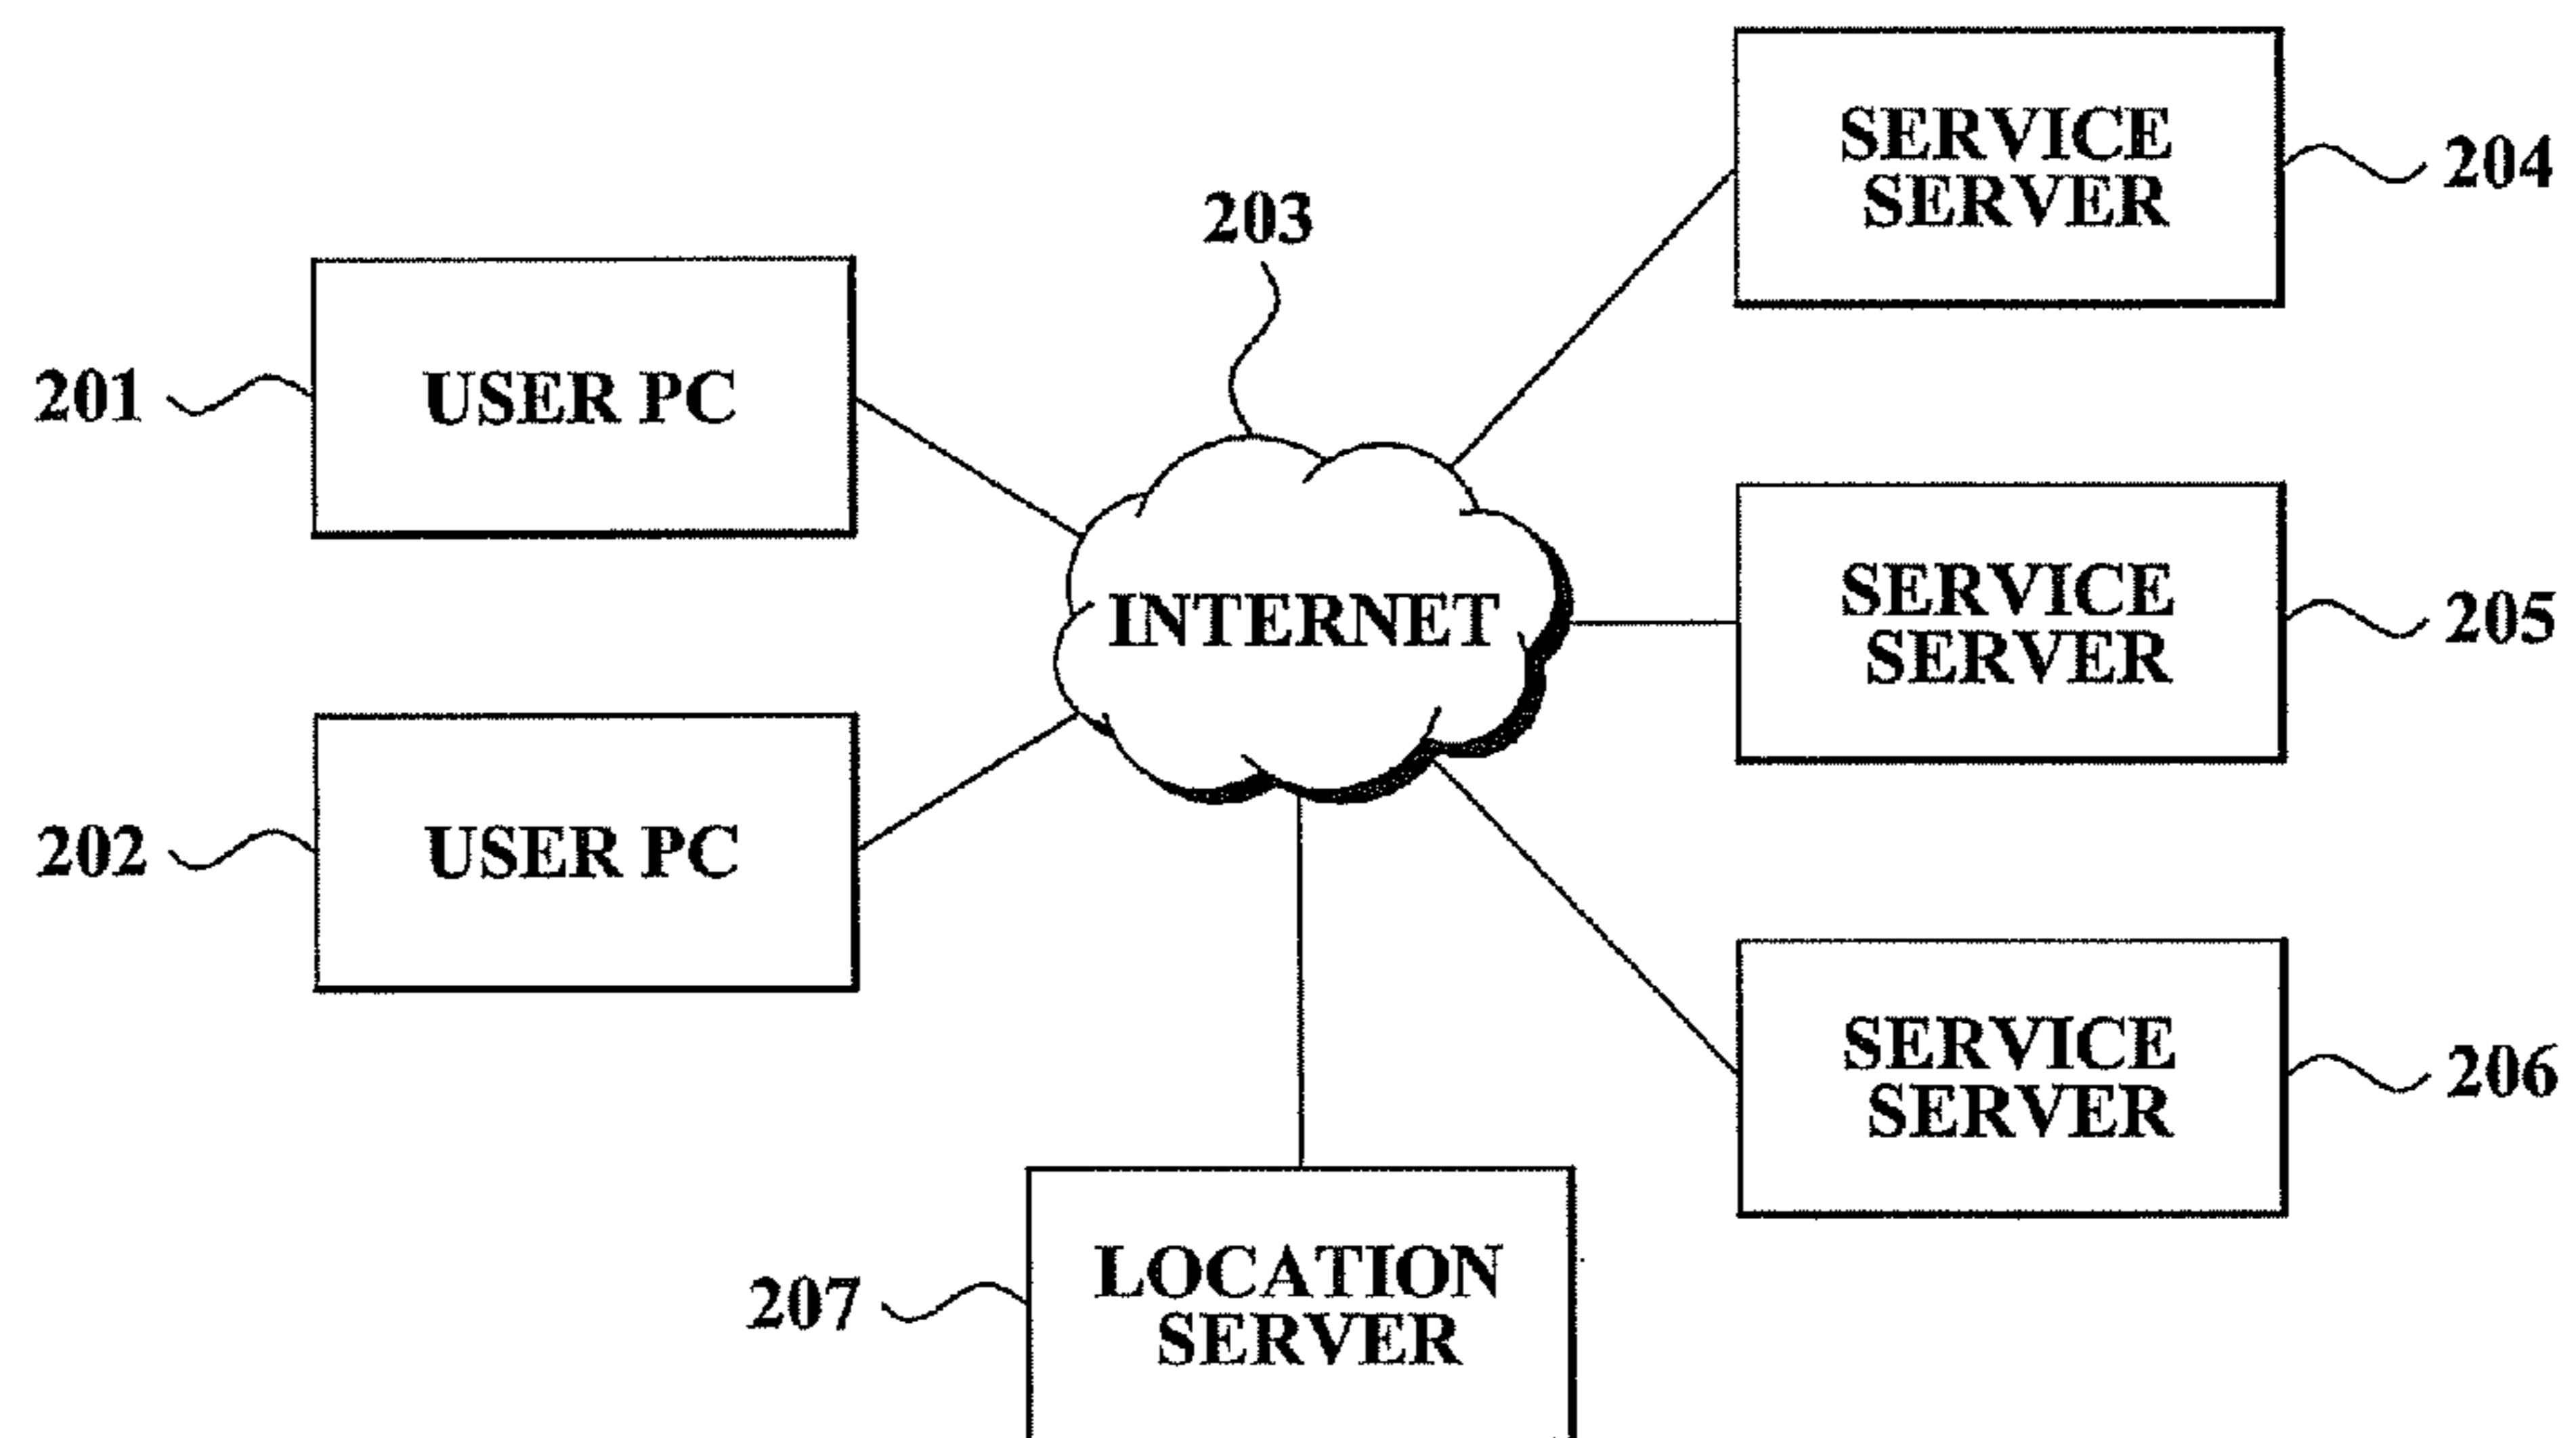 SERVICE
SERVER
204
203
201
USER PC
INTERNET
SERVICE
SERVER
205
202
USER PC
SERVICE
SERVER
206
207
LOCATION
SERVER